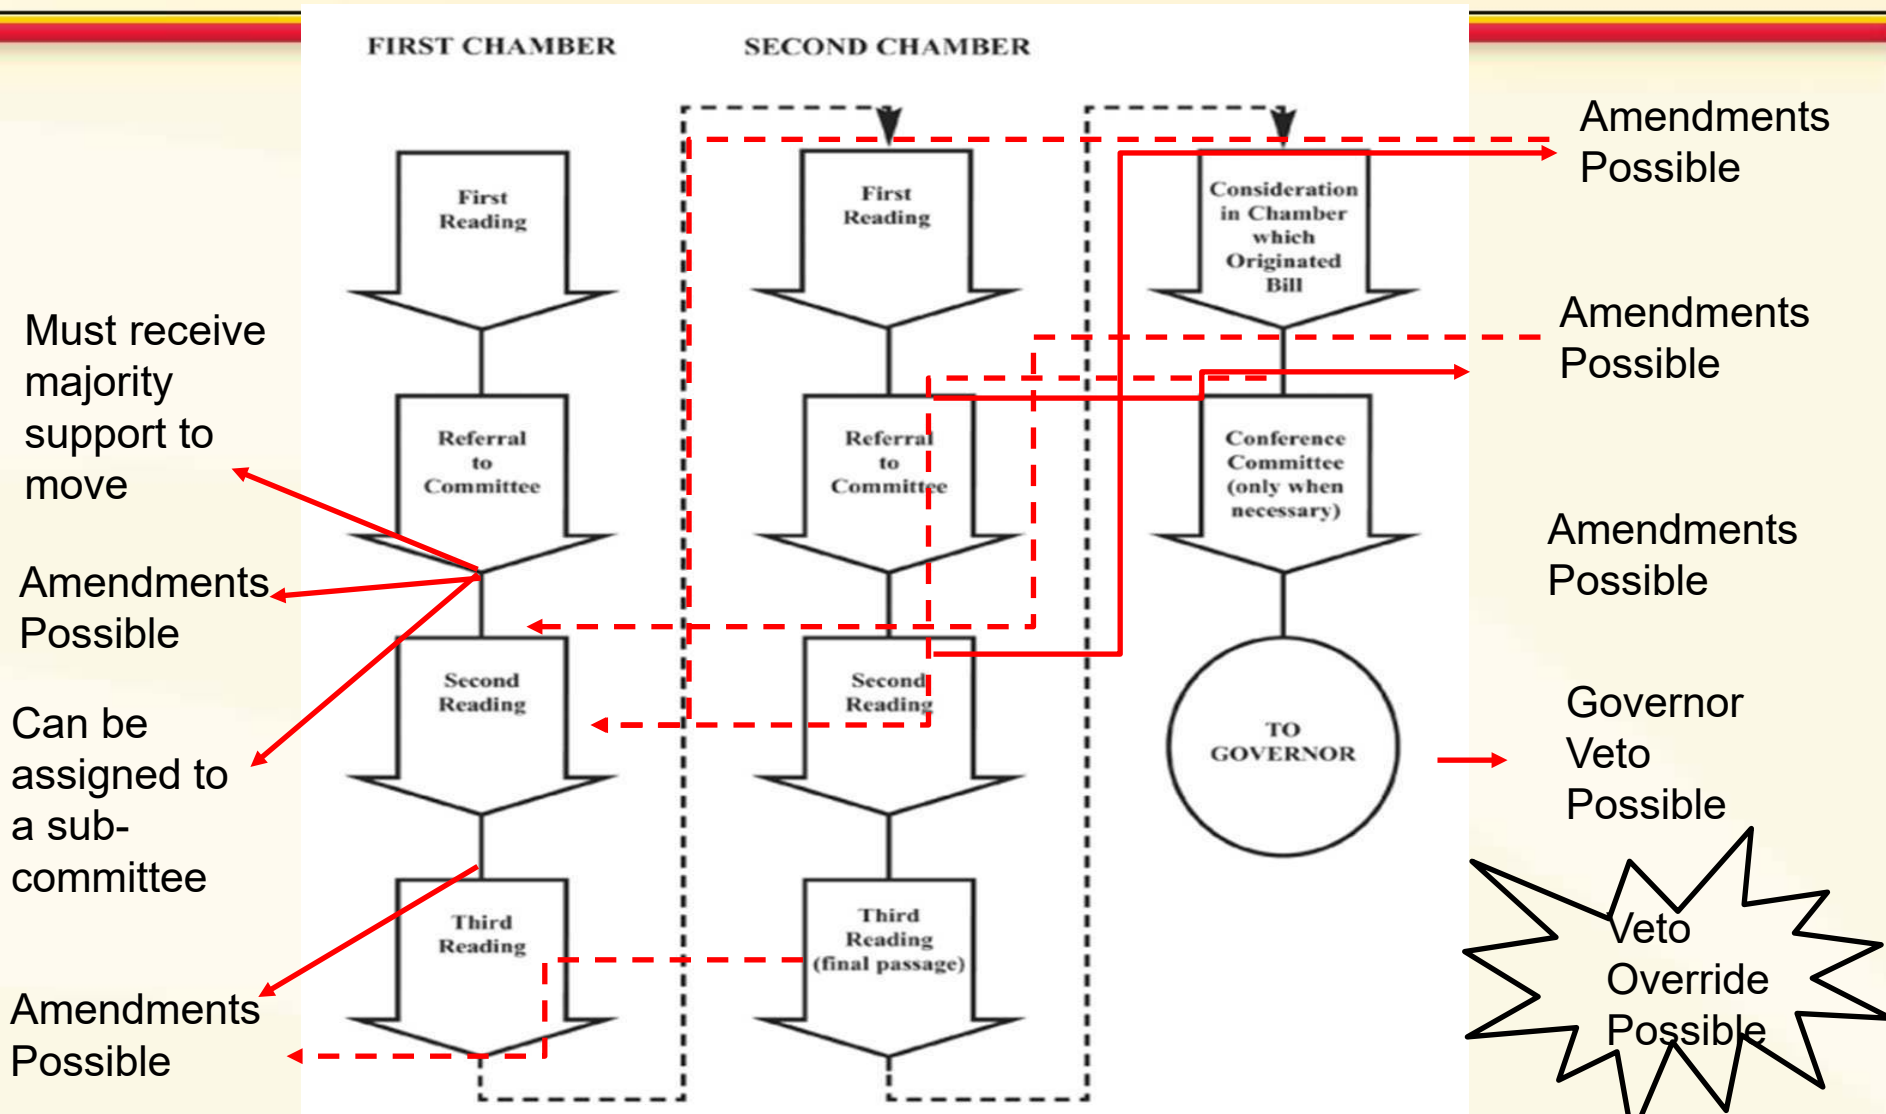 FIRST CHAMBER
SECOND CHAMBER
First
Reading
Referral
to
Committee
Second
Reading
Third
Reading
First
Reading
Referral
to
Committee
Second
Reading
Third
Reading
(final passage)
Consideration
in Chamber
which
Originated
Bill
Conference
Committee
(only when
necessary)
TO
GOVERNOR
Must receive
majority
support to
move
Amendments
Possible
Can be
assigned to
a sub-
committee
Amendments
Possible
Amendments
Possible
Amendments
Possible
Amendments
Possible
Governor
Veto
Possible
Veto
Override
Possible